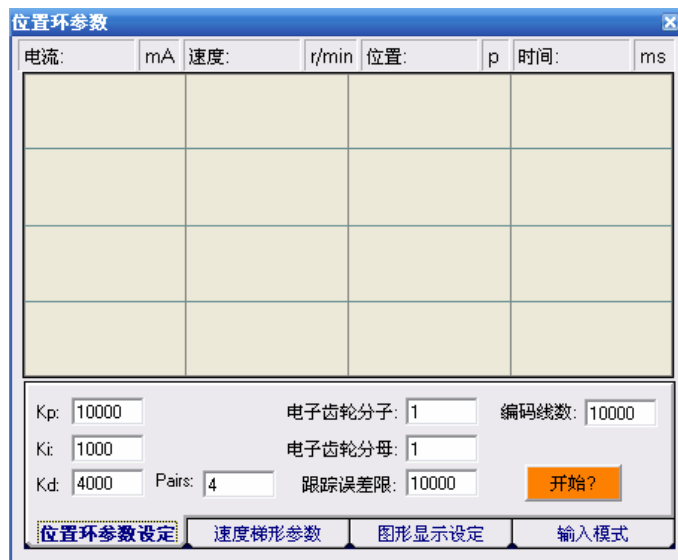 位置环参数
电流: mA 速度: r/min 位置: p 时间: ms
Kp: 10000 电子齿轮分子: 1 编码线数: 10000
Ki: 1000 电子齿轮分母: 1
Kd: 4000 Pairs: 4 跟踪误差限: 10000 开始?
位置环参数设定 速度梯形参数 图形显示设定 输入模式